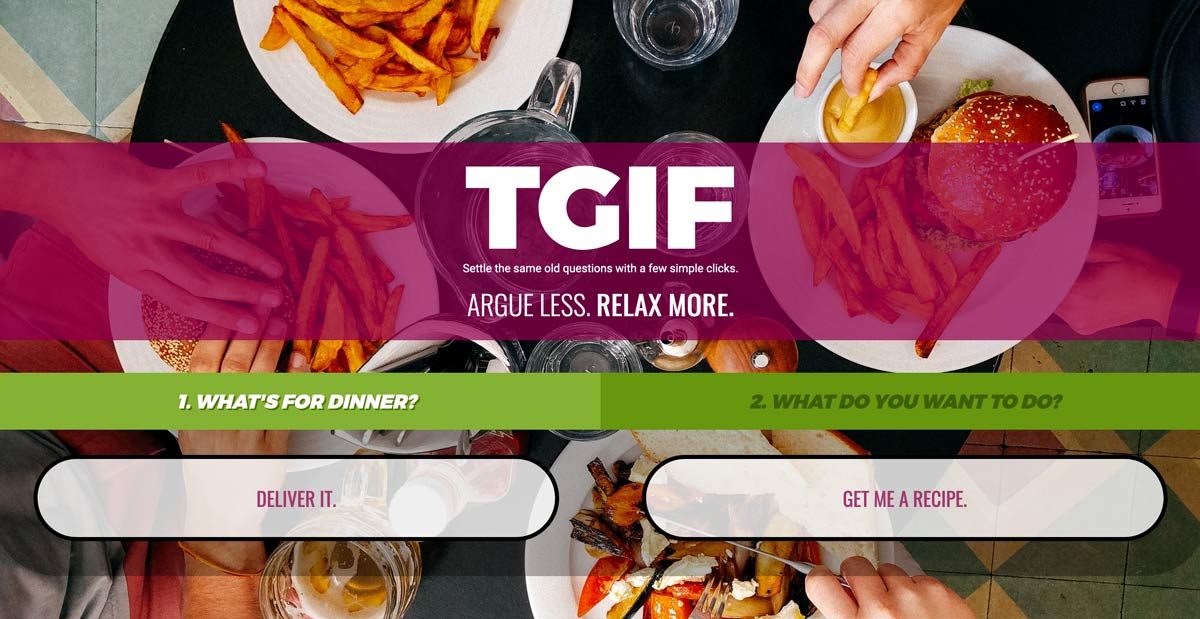 TGIF
Settle the same old questions with a few simple clicks.
ARGUE LESS. RELAX MORE.
1. WHAT'S FOR DINNER?
2. WHAT DO YOU WANT TO DO?
DELIVER IT.
GET ME A RECIPE.